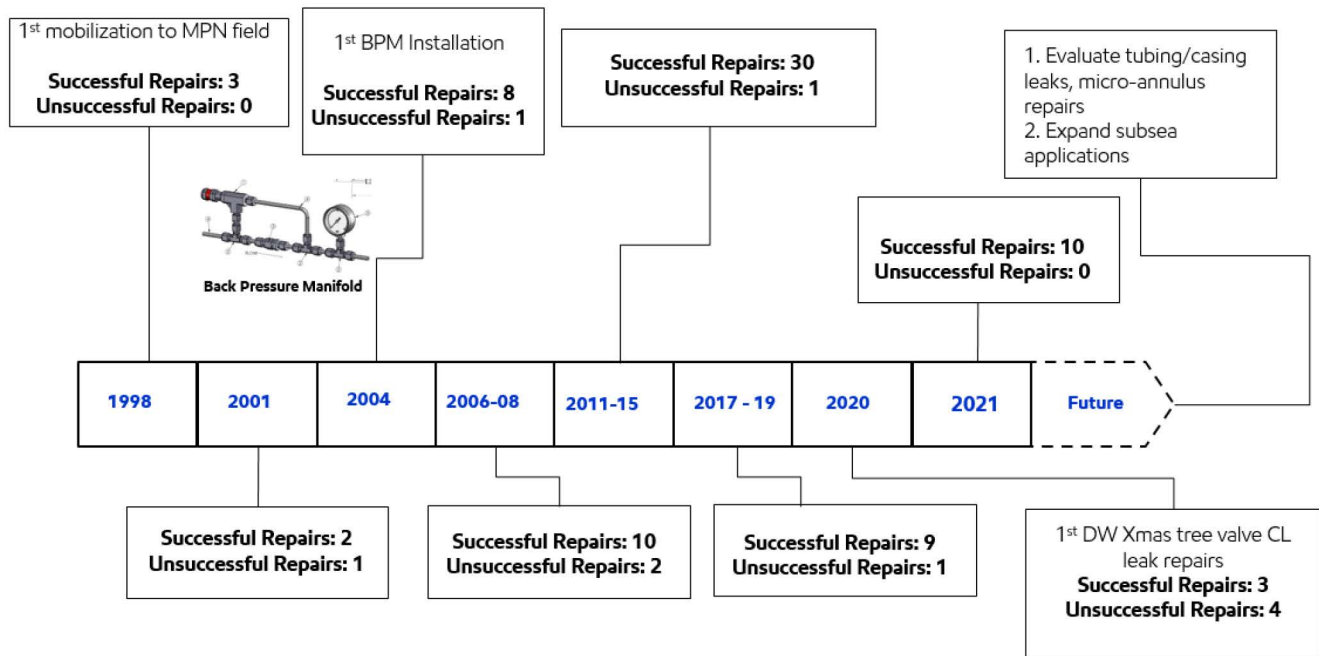 1st mobilization to MPN field
Successful Repairs: 3
Unsuccessful Repairs: 0
1st BPM Installation
Successful Repairs: 8
Unsuccessful Repairs: 1
Successful Repairs: 30
Unsuccessful Repairs: 1
1. Evaluate tubing/casing
leaks, micro-annulus
repairs
2. Expand subsea
applications
Back Pressure Manifold
Successful Repairs: 10
Unsuccessful Repairs: 0
1998
2001
2004
2006-08
2011-15
2017 - 19
2020
2021
Future
Successful Repairs: 2
Unsuccessful Repairs: 1
Successful Repairs: 10
Unsuccessful Repairs: 2
Successful Repairs: 9
Unsuccessful Repairs: 1
1st DW Xmas tree valve CL
leak repairs
Successful Repairs: 3
Unsuccessful Repairs: 4